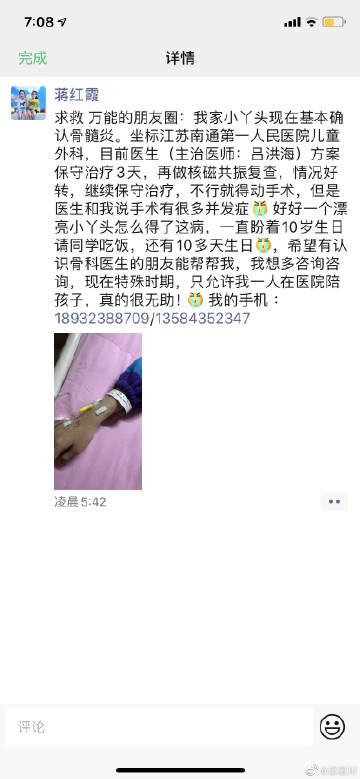 7:08
完成
详情
蒋红霞
求救 万能的朋友圈：我家小丫头现在基本确
认骨髓炎。坐标江苏南通第一人民医院儿童
外科，目前医生（主治医师：吕洪海）方案
保守治疗3天，再做核磁共振复查，情况好
转，继续保守治疗，不行就得动手术，但是
医生和我说手术有很多并发症😭 好好一个漂
亮小丫头怎么得了这病，一直盼着10岁生日
请同学吃饭，还有10多天生日😭，希望有认
识骨科医生的朋友能帮帮我，我想多咨询咨
询，现在特殊时期，只允许我一人在医院陪
孩子，真的很无助！😭 我的手机：
18932388709/13584352347
凌晨5:42
评论